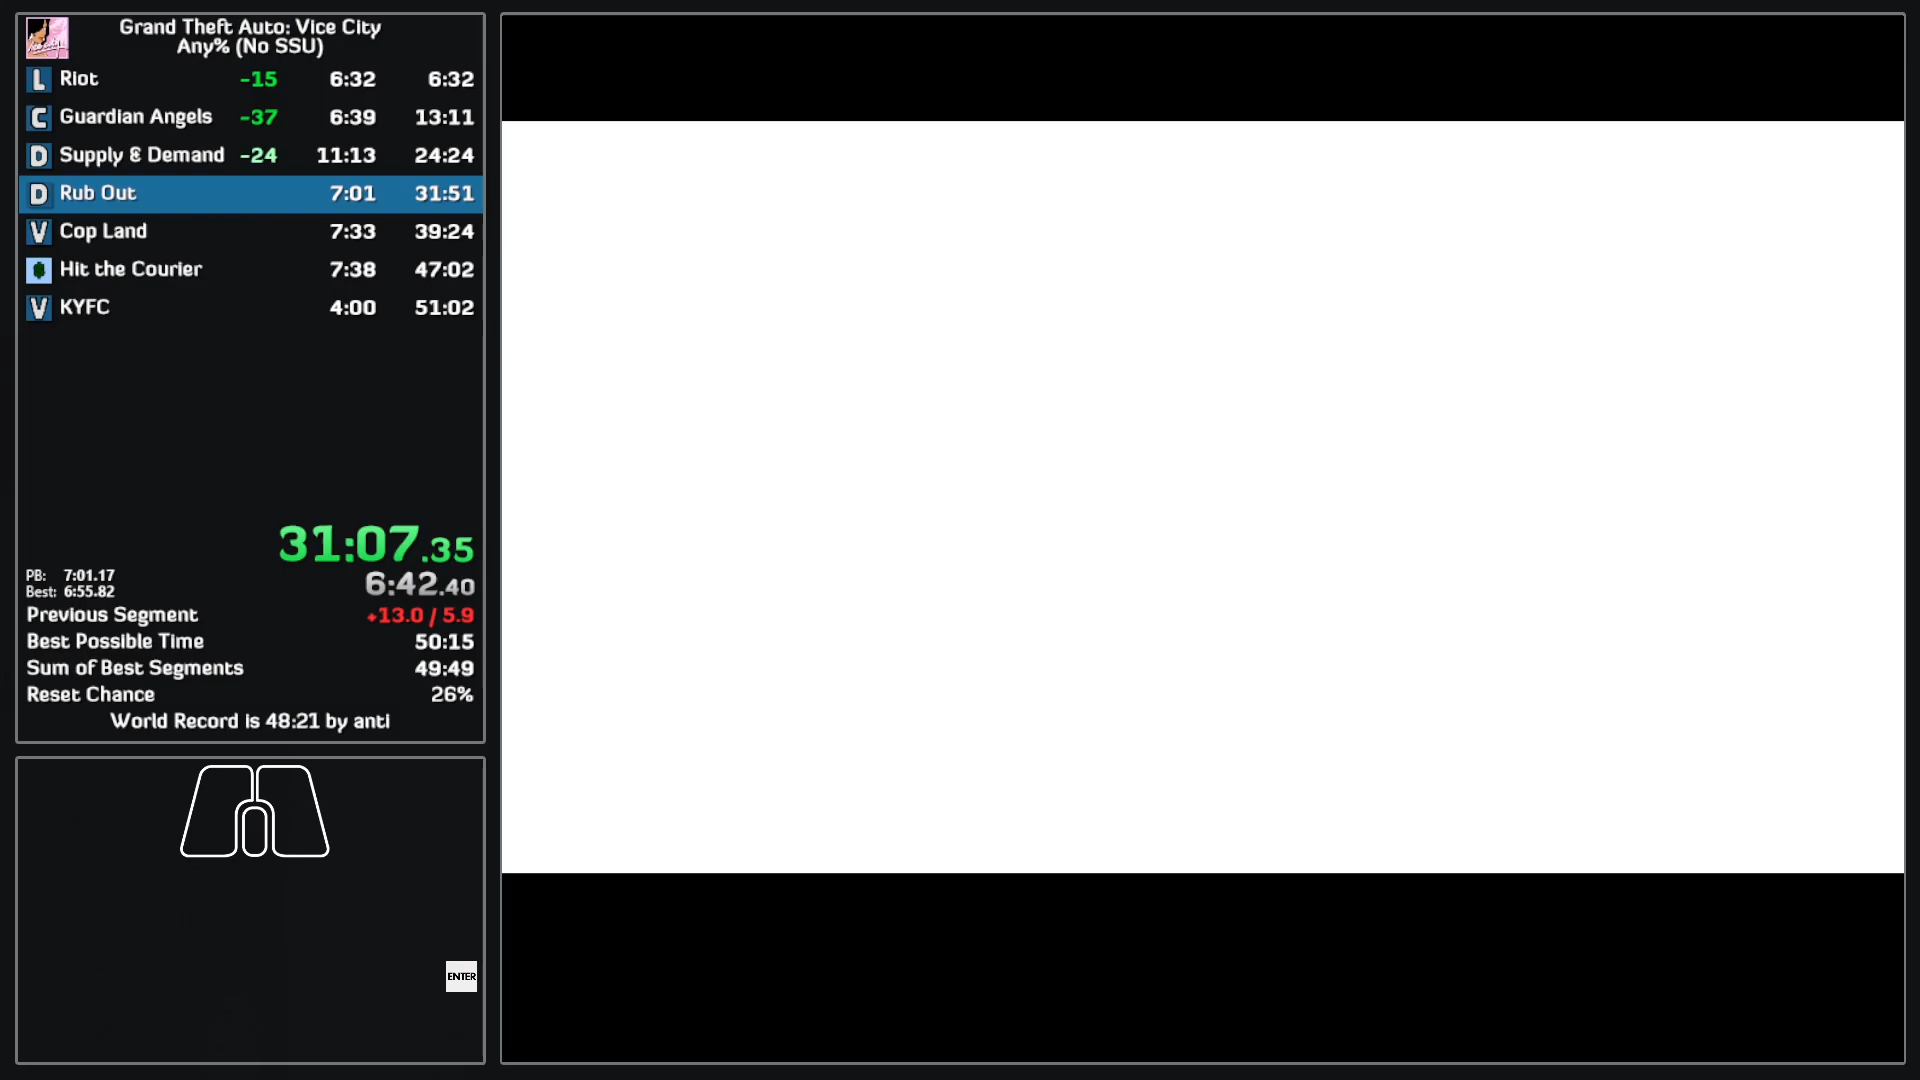 Grand Theft Auto: Vice City
Any% (No SSU)
L Riot -15 6:32 6:32
C Guardian Angels -37 6:39 13:11
D Supply & Demand -24 11:13 24:24
D Rub Out 7:01 31:51
V Cop Land 7:33 39:24
Hit the Courier 7:38 47:02
V KYFC 4:00 51:02
31:07.35
PB: 7:01.17
6:42.40
Best: 6:55.82
Previous Segment +13.0 / 5.9
Best Possible Time 50:15
Sum of Best Segments 49:49
Reset Chance 26%
World Record is 48:21 by anti
ENTER